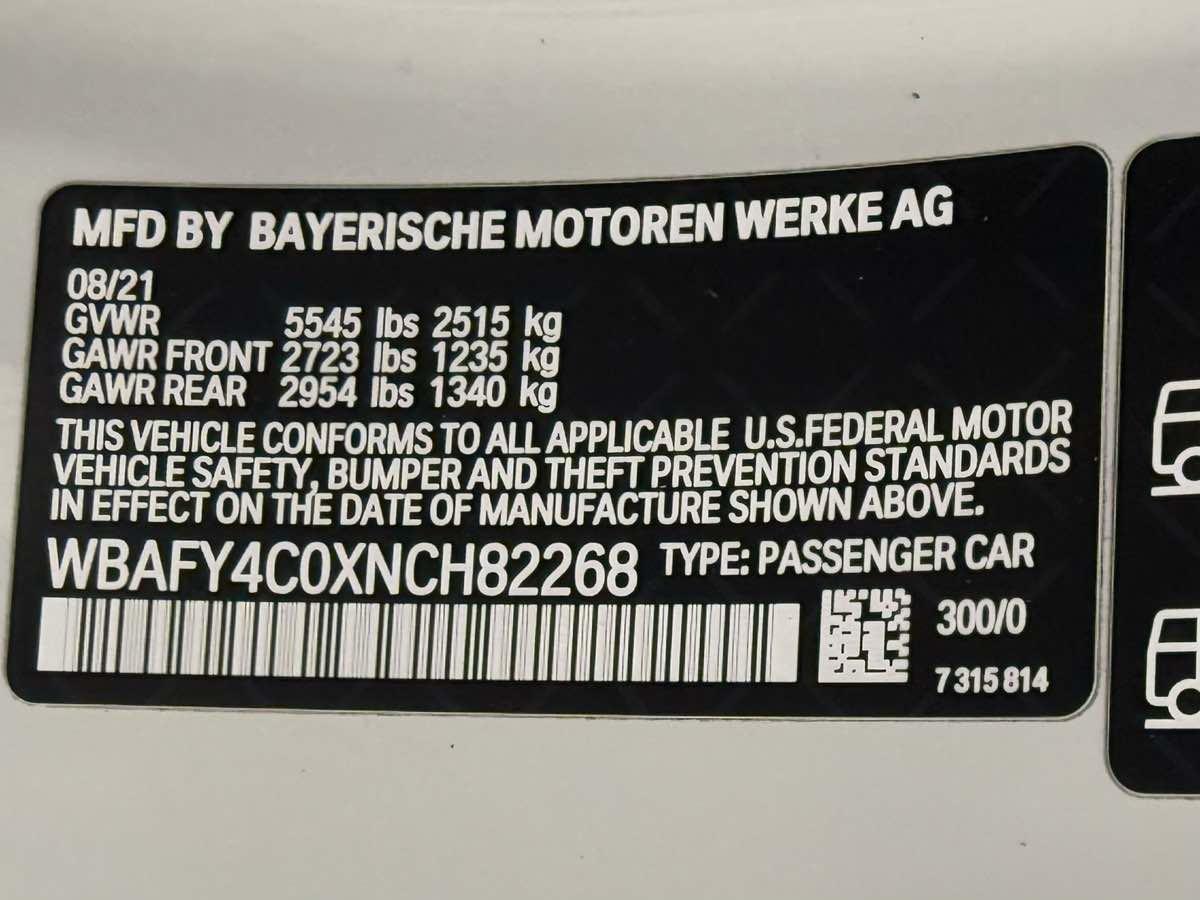 MFD BY BAYERISCHE MOTOREN WERKE AG
08/21
GVWR 5545 lbs 2515 kg
GAWR FRONT 2723 lbs 1235 kg
GAWR REAR 2954 lbs 1340 kg
THIS VEHICLE CONFORMS TO ALL APPLICABLE U.S.FEDERAL MOTOR
VEHICLE SAFETY, BUMPER AND THEFT PREVENTION STANDARDS
IN EFFECT ON THE DATE OF MANUFACTURE SHOWN ABOVE.
WBAFY4C0XNCH82268 TYPE: PASSENGER CAR
300/0
7 315 814